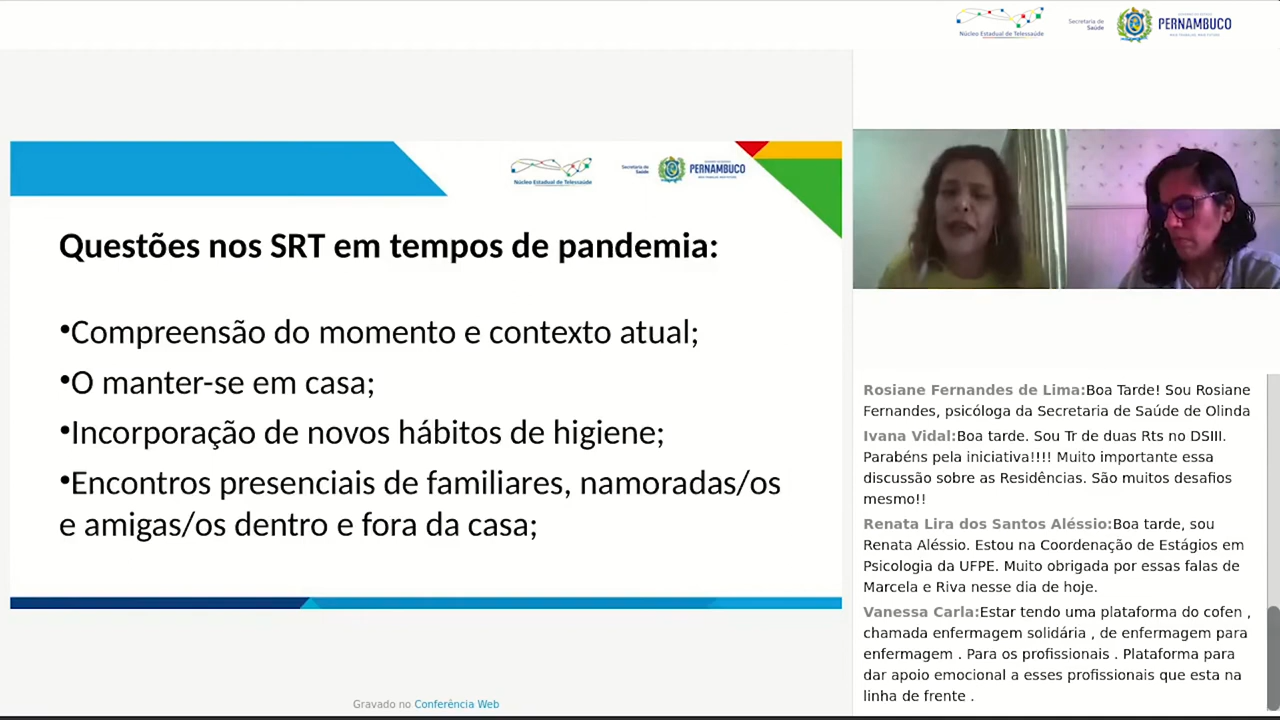 Núcleo Estadual de Telessaúde
Secretaria de
Saúde
PERNAMBUCO
Núcleo Estadual de Telessaúde
Secretaria de
Saúde
PERNAMBUCO
Questões nos SRT em tempos de pandemia:
•Compreensão do momento e contexto atual;
•O manter-se em casa;
•Incorporação de novos hábitos de higiene;
•Encontros presenciais de familiares, namoradas/os
e amigas/os dentro e fora da casa;
Gravado no Conferência Web
Rosiane Fernandes de Lima:Boa Tarde! Sou Rosiane
Fernandes, psicóloga da Secretaria de Saúde de Olinda
Ivana Vidal:Boa tarde. Sou Tr de duas Rts no DSIII.
Parabéns pela iniciativa!!!! Muito importante essa
discussão sobre as Residências. São muitos desafios
mesmo!!
Renata Lira dos Santos Aléssio:Boa tarde, sou
Renata Aléssio. Estou na Coordenação de Estágios em
Psicologia da UFPE. Muito obrigada por essas falas de
Marcela e Riva nesse dia de hoje.
Vanessa Carla:Estar tendo uma plataforma do cofen ,
chamada enfermagem solidária , de enfermagem para
enfermagem . Para os profissionais . Plataforma para
dar apoio emocional a esses profissionais que esta na
linha de frente .